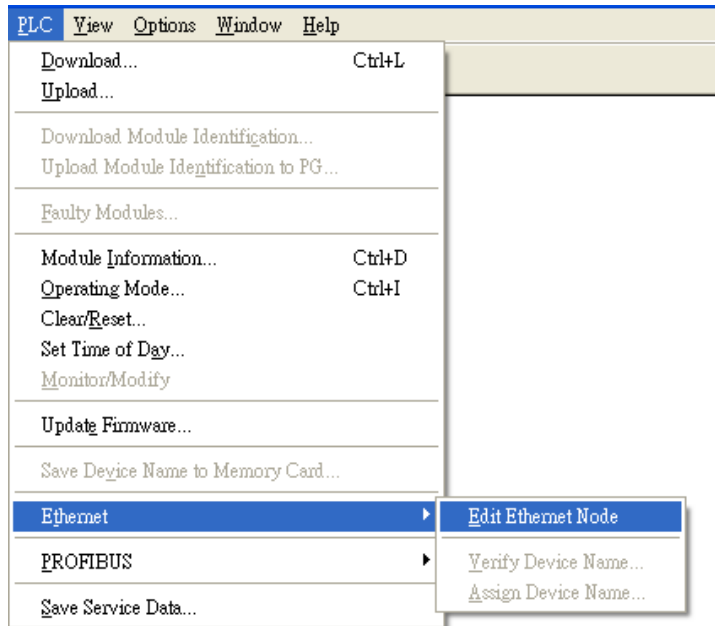 PLC View Options Window Help
Download... Ctrl+L
Upload...
Download Module Identification...
Upload Module Identification to PG...
Faulty Modules...
Module Information... Ctrl+D
Operating Mode... Ctrl+I
Clear/Reset...
Set Time of Day...
Monitor/Modify
Update Firmware...
Save Device Name to Memory Card...
Ethernet Edit Ethernet Node
PROFIBUS Verify Device Name...
Assign Device Name...
Save Service Data...